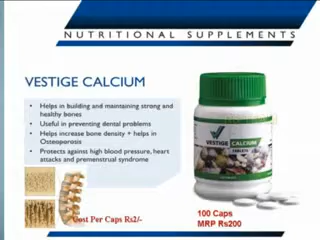 NUTRITIONAL SUPPLEMENTS
VESTIGE CALCIUM
• Helps in building and maintaining strong and
healthy bones
• Useful in preventing dental problems
• Helps increase bone density + helps in
Osteoporosis
• Protects against high blood pressure, heart
attacks and premenstrual syndrome
VESTIGE CALCIUM
TABLETS
Cost Per Caps Rs2/-
100 Caps
MRP Rs200